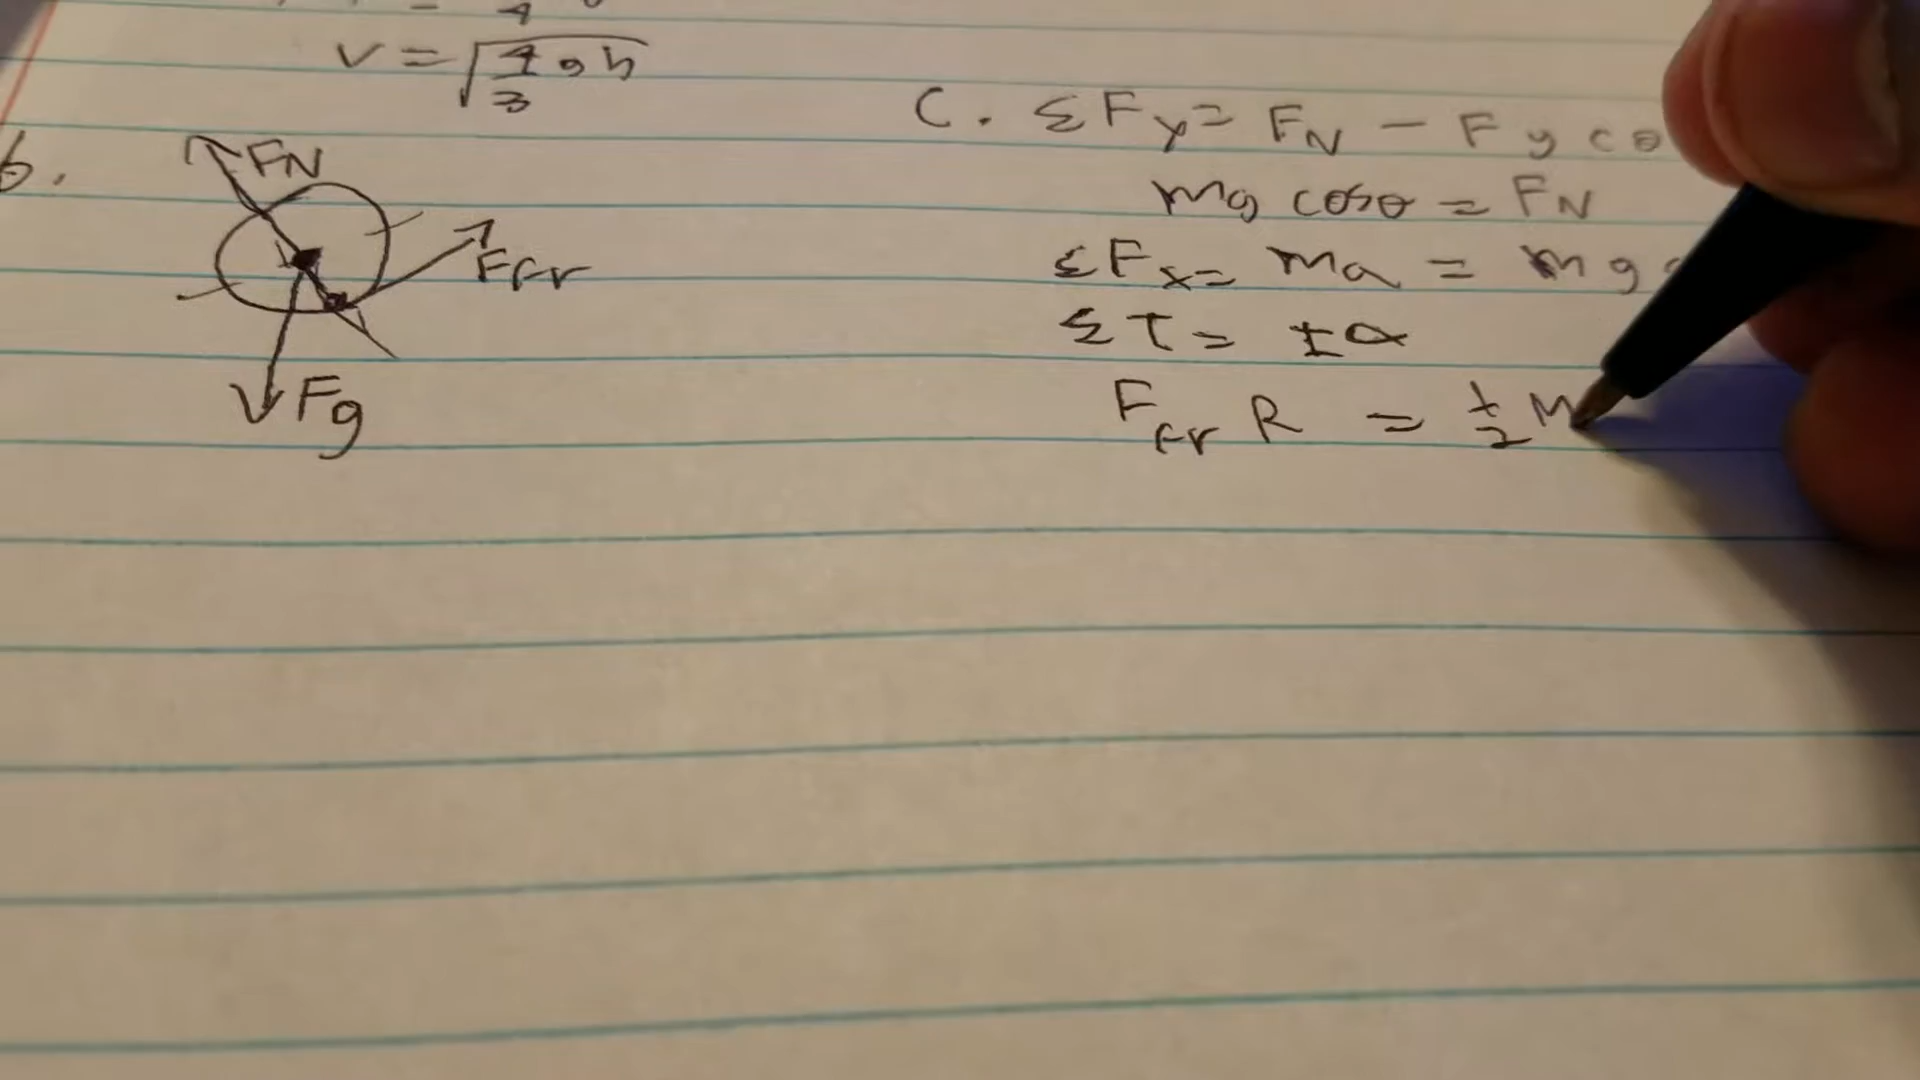 v = √4/3 gh
b.
FN
Ffr
Fg
C. ΣFy = FN - Fg co
mg cosθ = FN
ΣFx = ma = mg
Στ = Iα
Ffr R = 1/2 M